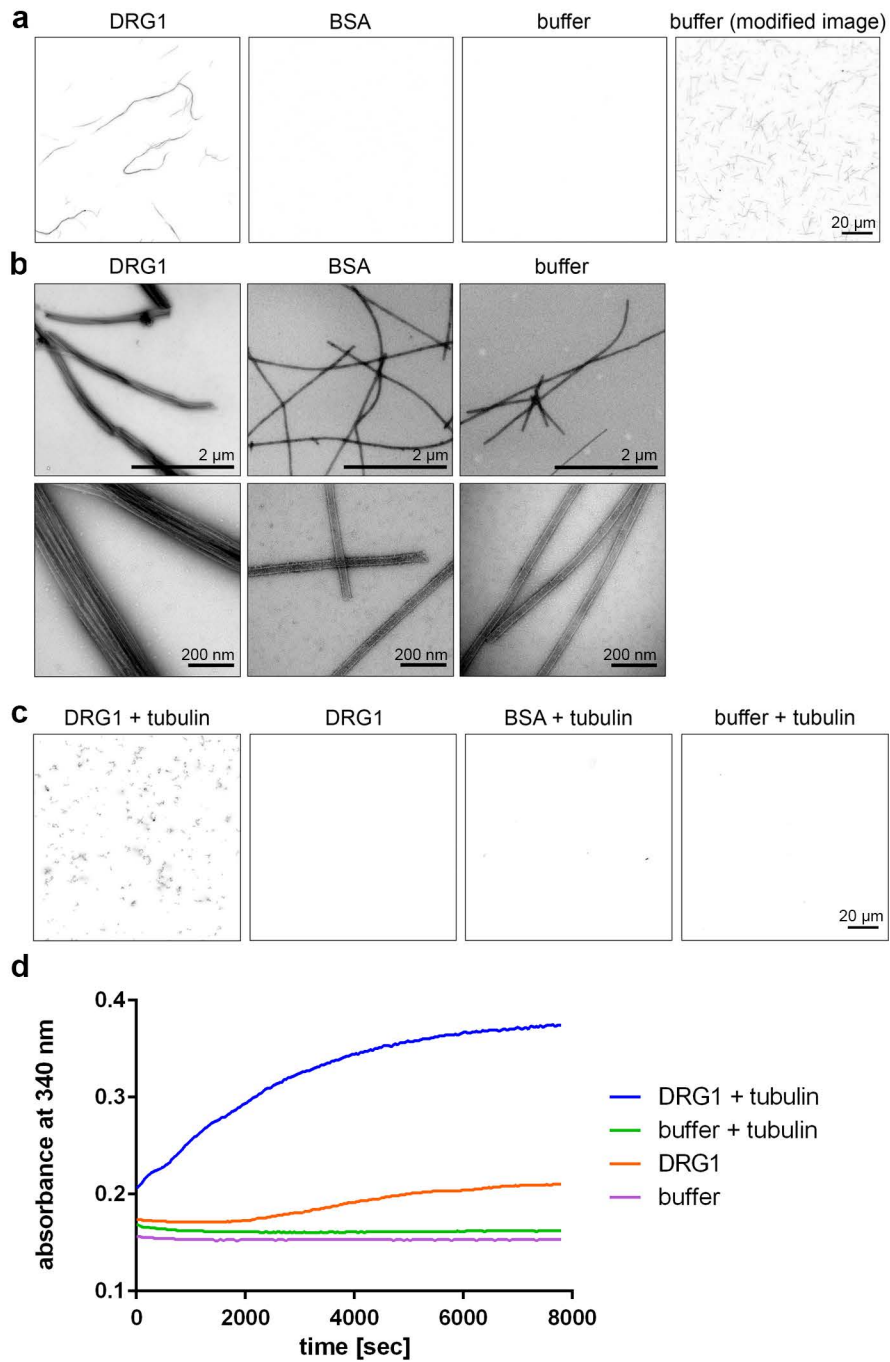 a
DRG1 BSA buffer buffer (modified image)
20 µm
b
DRG1 BSA buffer
2 µm 2 µm 2 µm
200 nm 200 nm 200 nm
c
DRG1 + tubulin DRG1 BSA + tubulin buffer + tubulin
20 µm
d
absorbance at 340 nm
0.4
0.3
0.2
0.1
0 2000 4000 6000 8000
time [sec]
DRG1 + tubulin
buffer + tubulin
DRG1
buffer